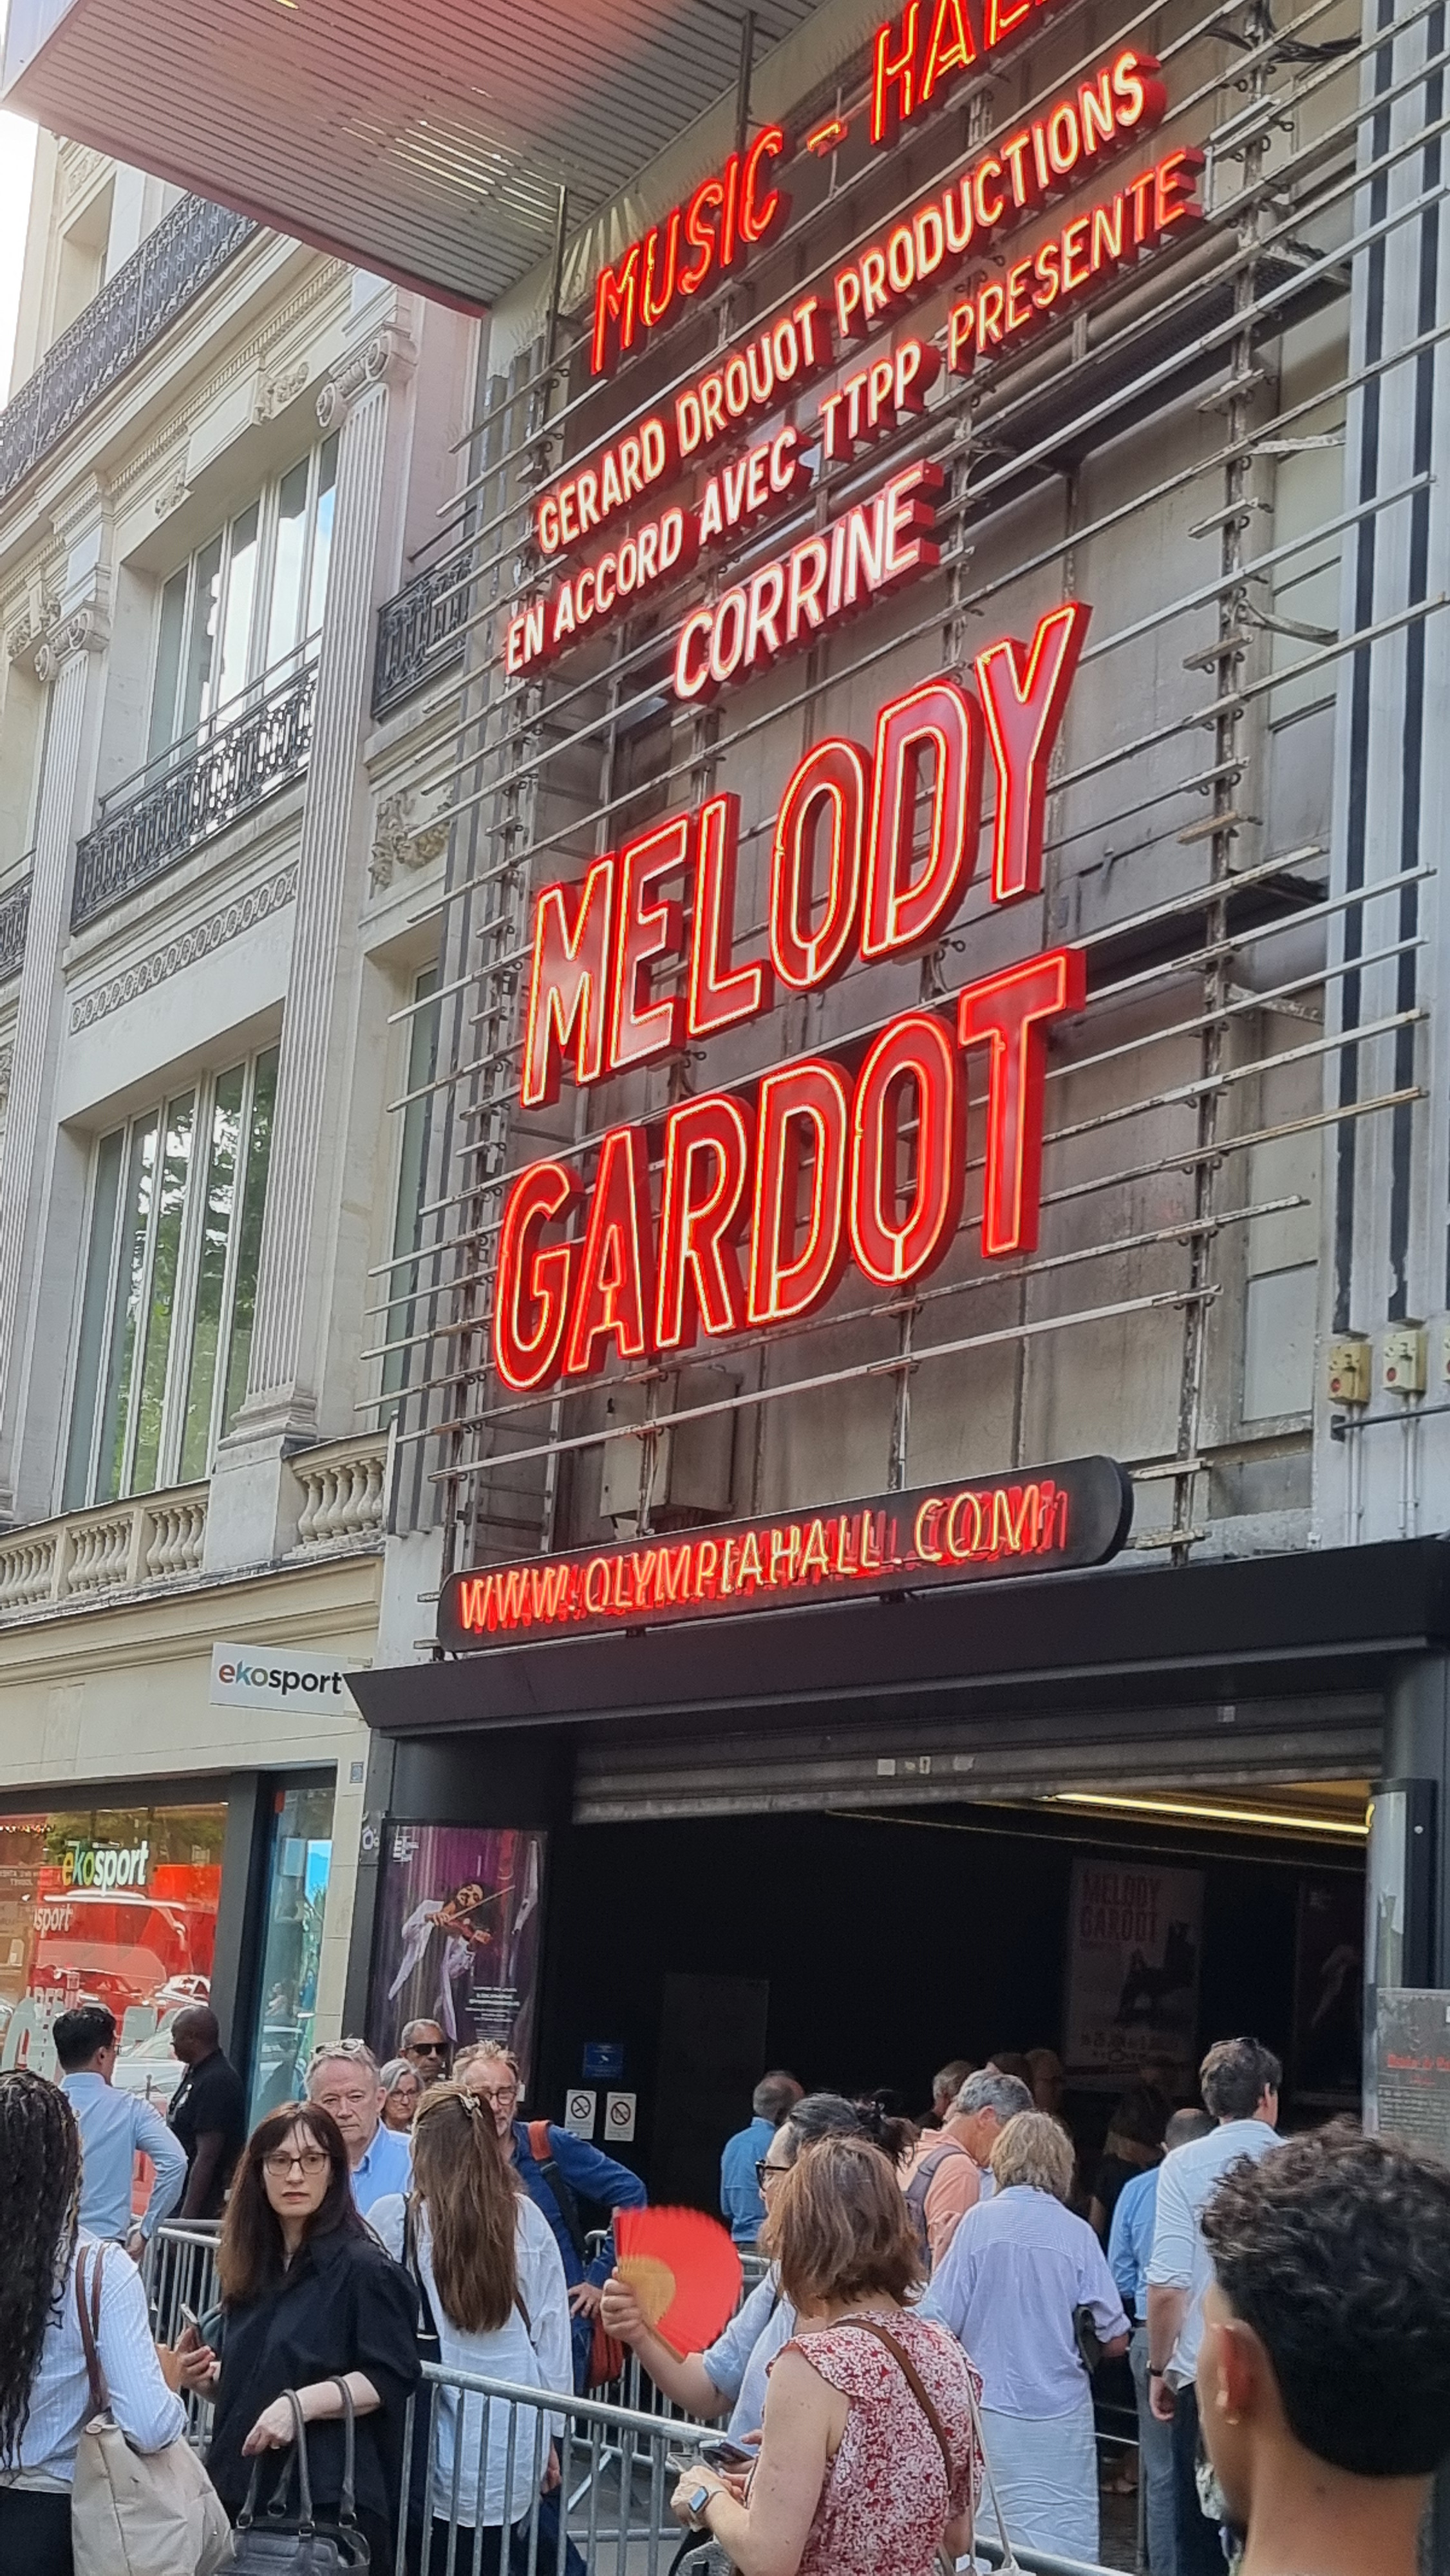 MUSIC - HAL
GERARD DROUOT PRODUCTIONS
EN ACCORD AVEC TTPP PRESENTE
CORRINE
MELODY
GARDOT
WWW.OLYMPIAHALL.COM
ekosport
ekosport
sport
MELODY
GARDOT